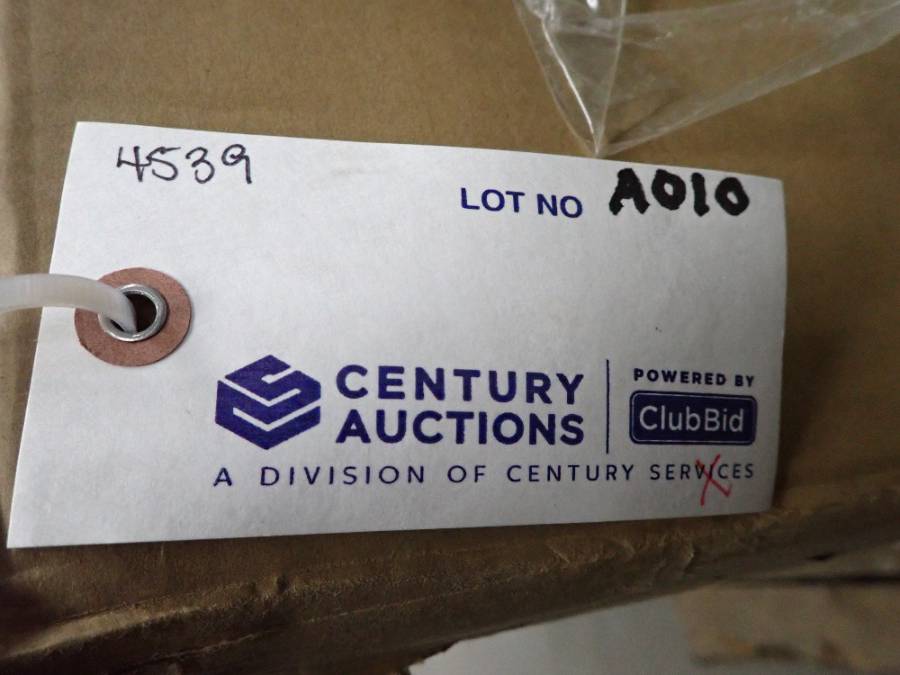 4539
LOT NO A010
CENTURY
AUCTIONS
POWERED BY
ClubBid
A DIVISION OF CENTURY SERVICES